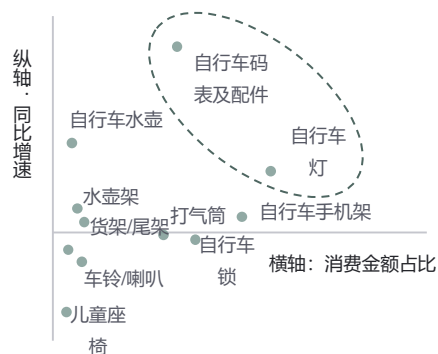 纵轴：同比增速
自行车码
表及配件
自行车水壶
自行车
灯
水壶架
货架/尾架
打气筒
自行车手机架
自行车
锁
横轴：消费金额占比
车铃/喇叭
儿童座
椅